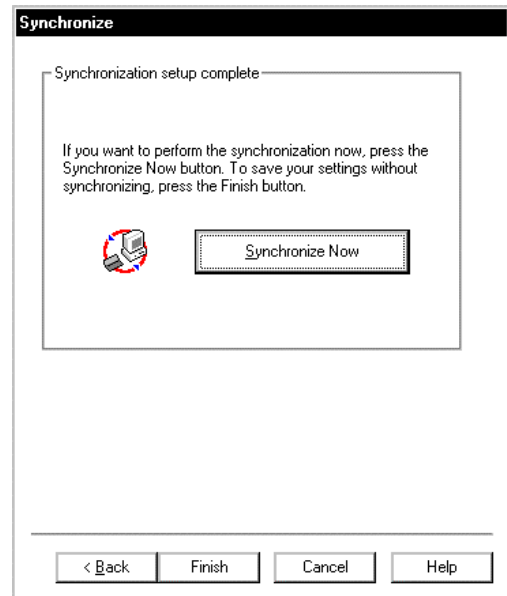 Synchronize
Synchronization setup complete
If you want to perform the synchronization now, press the
Synchronize Now button. To save your settings without
synchronizing, press the Finish button.
Synchronize Now
< Back
Finish
Cancel
Help